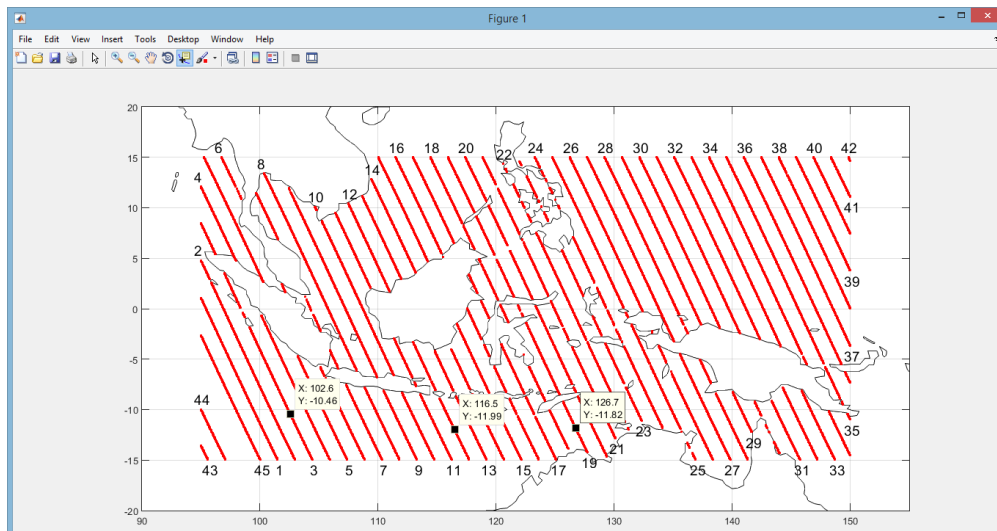 Figure 1
File Edit View Insert Tools Desktop Window Help
20
6 16 18 20 22 24 26 28 30 32 34 36 38 40 42
15
8 14
4
10 12
10
41
5
2
39
0
37
-5
X: 102.6
Y: -10.46
X: 116.5
Y: -11.99
X: 126.7
Y: -11.82
44
-10
23 35
21 29
-15
43 45 1 3 5 7 9 11 13 15 17 19 25 27 31 33
-20
90 100 110 120 130 140 150